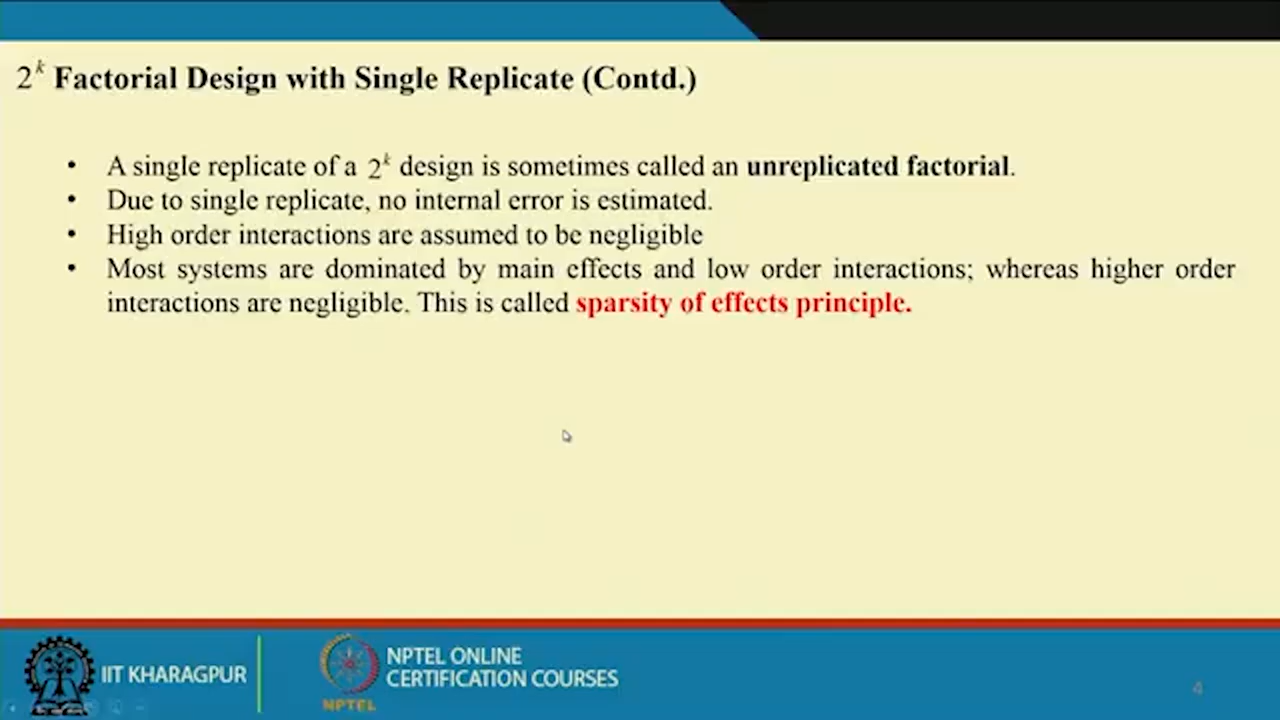 2^k Factorial Design with Single Replicate (Contd.)
• A single replicate of a 2^k design is sometimes called an unreplicated factorial.
• Due to single replicate, no internal error is estimated.
• High order interactions are assumed to be negligible
• Most systems are dominated by main effects and low order interactions; whereas higher order
interactions are negligible. This is called sparsity of effects principle.
IIT KHARAGPUR
NPTEL ONLINE
CERTIFICATION COURSES
NPTEL
4